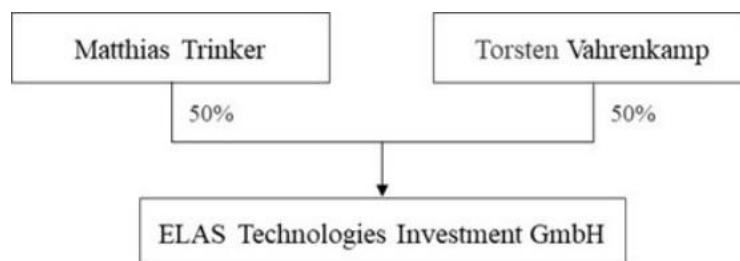 Matthias Trinker
Torsten Vahrenkamp
50%
50%
ELAS Technologies Investment GmbH